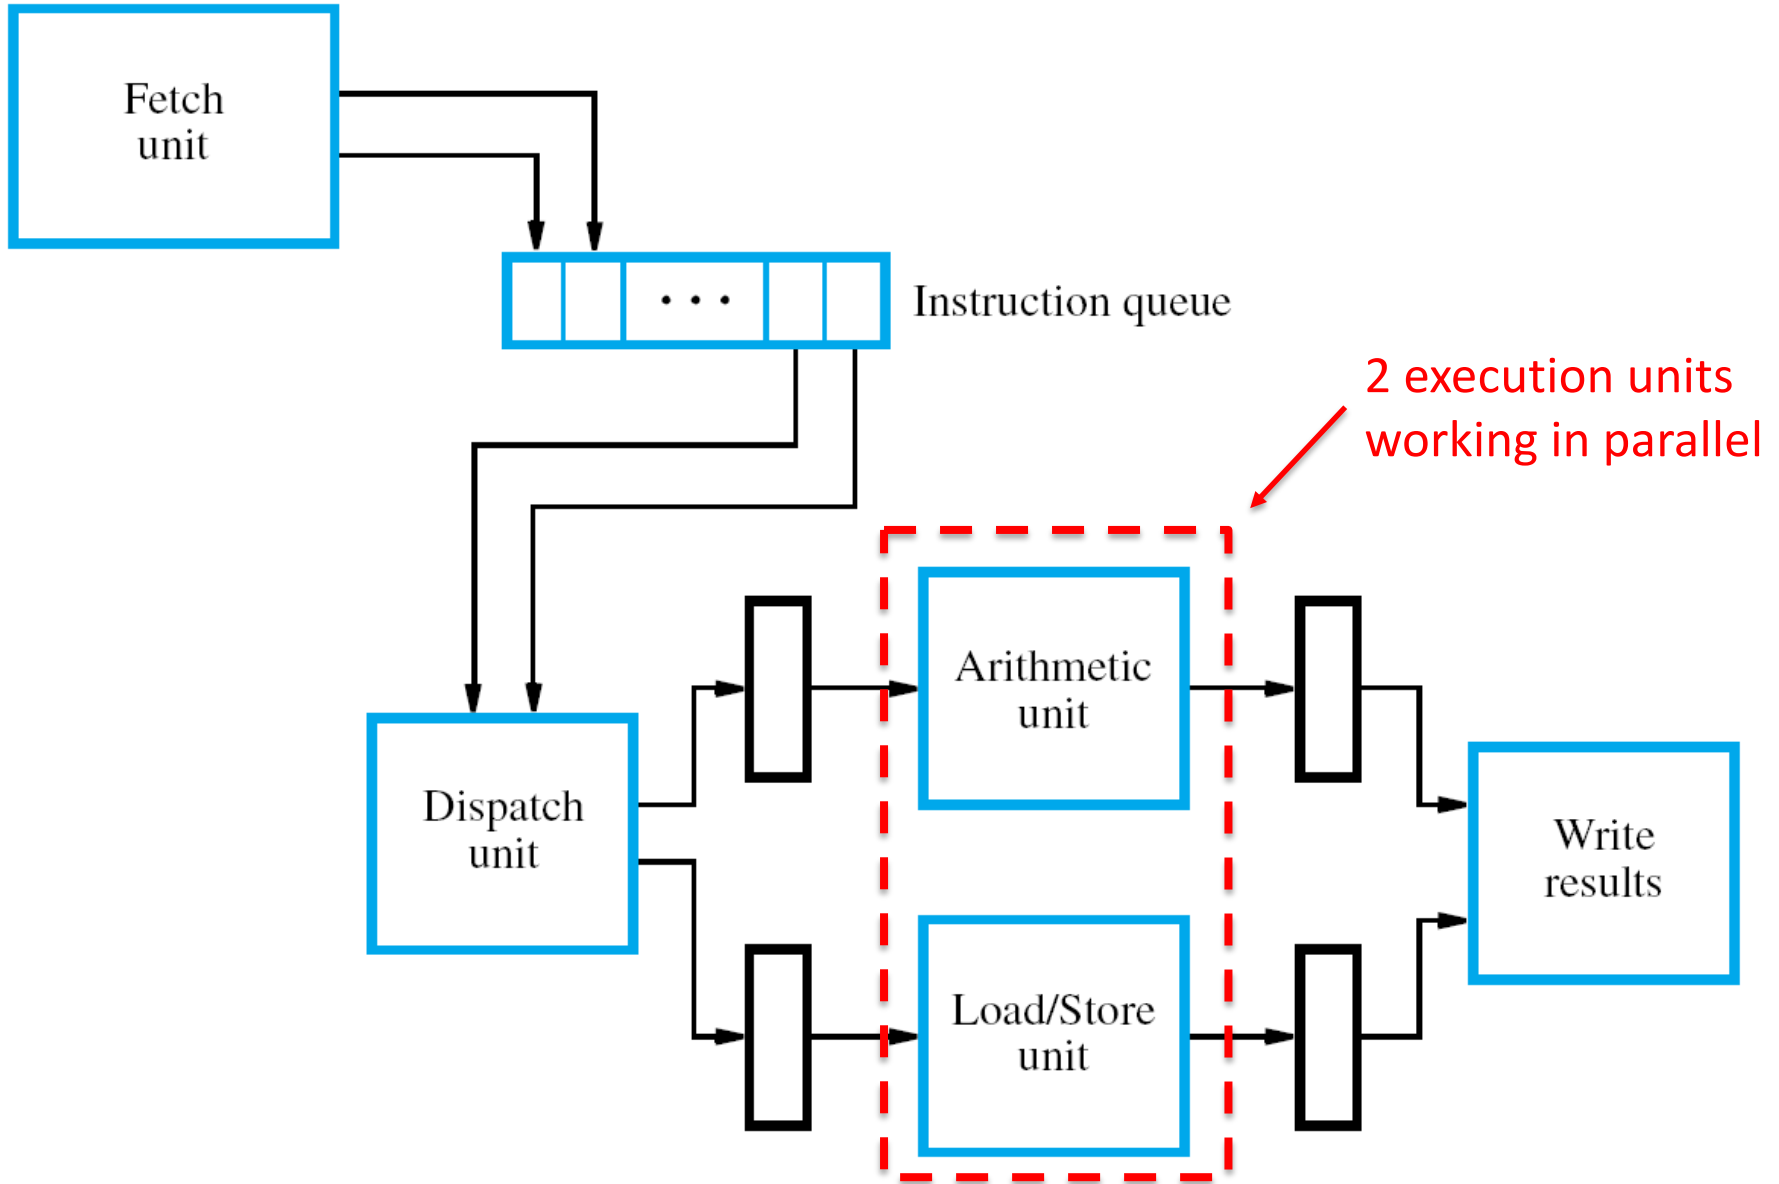 Fetch
unit
• • •
Instruction queue
2 execution units
working in parallel
Arithmetic
unit
Dispatch
unit
Write
results
Load/Store
unit